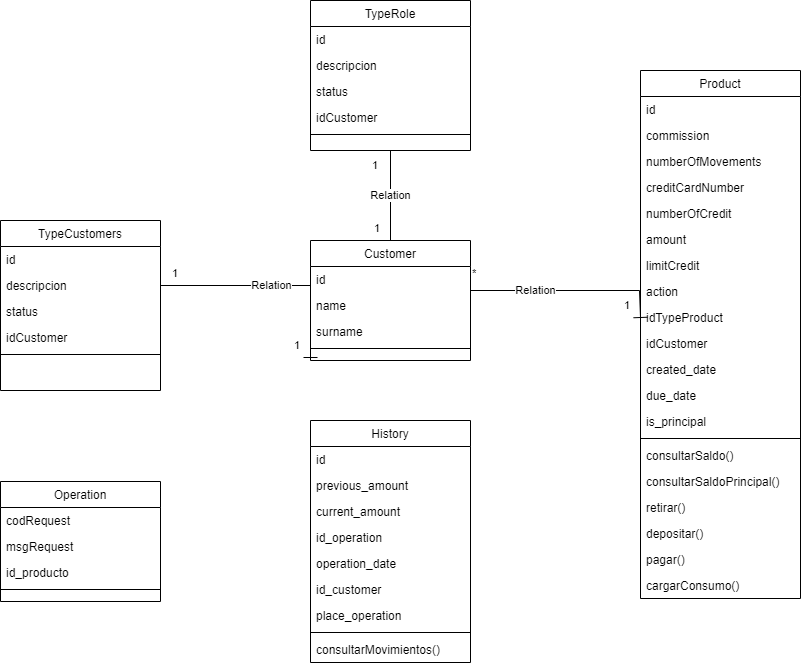 TypeRole
id
descripcion
status
idCustomer
1
Relation
1
TypeCustomers
id
descripcion
status
idCustomer
1
Relation
Customer
id
name
surname
1
*
Relation
1
Product
id
commission
numberOfMovements
creditCardNumber
numberOfCredit
amount
limitCredit
action
idTypeProduct
idCustomer
created_date
due_date
is_principal
consultarSaldo()
consultarSaldoPrincipal()
retirar()
depositar()
pagar()
cargarConsumo()
Operation
codRequest
msgRequest
id_producto
History
id
previous_amount
current_amount
id_operation
operation_date
id_customer
place_operation
consultarMovimientos()